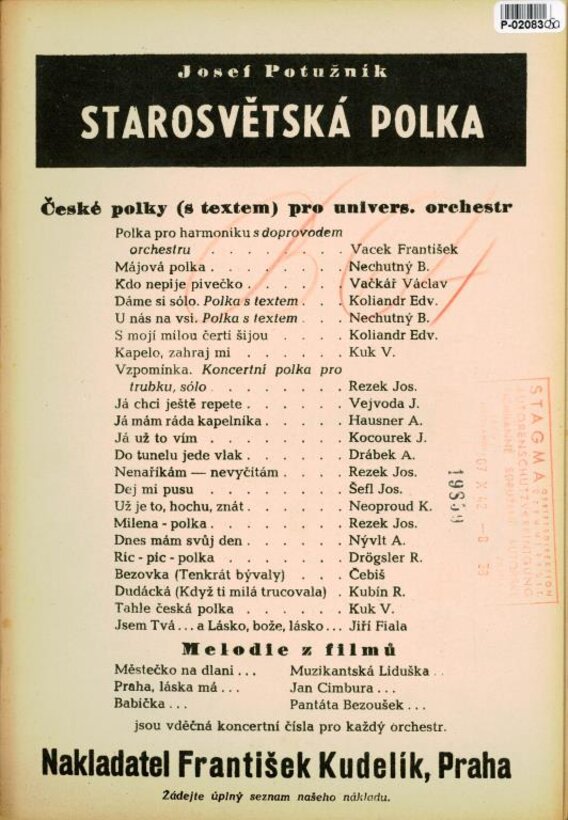 P-02083
Josef Potužník
STAROSVĚTSKÁ POLKA
České polky (s textem) pro univers. orchestr
Polka pro harmoniku s doprovodem
orchestru . . . . . . . Vacek František
Májová polka . . . . . . . Nechutný B.
Kdo nepije pivečko . . . . . Vačkář Václav
Dáme si sólo. Polka s textem . . . Koliandr Edv.
U nás na vsi. Polka s textem . . . Nechutný B.
S mojí milou čerti šijou . . . . Koliandr Edv.
Kapelo, zahraj mi . . . . . . Kuk V.
Vzpomínka. Koncertní polka pro
trubku, sólo . . . . . . . Rezek Jos.
Já chci ještě repete . . . . . . Vejvoda J.
Já mám ráda kapelníka . . . . . Hausner A.
Já už to vím . . . . . . . Kocourek J.
Do tunelu jede vlak . . . . . . Drábek A.
Nenaříkám — nevyčítám . . . . Rezek Jos.
Dej mi pusu . . . . . . . Šefl Jos.
Už je to, hochu, znát . . . . . . Neoproud K.
Milena - polka . . . . . . . Rezek Jos.
Dnes mám svůj den . . . . . . Nývlt A.
Ric - pic - polka . . . . . . Drögsler R.
Bezovka (Tenkrát bývaly) . . . Čebiš
Dudácká (Když ti milá trucovala) . Kubín R.
Tahle česká polka . . . . . . Kuk V.
Jsem Tvá . . . a Lásko, bože, lásko . . . Jiří Fiala
Melodie z filmů
Městečko na dlani . . . Muzikantská Liduška . .
Praha, láska má . . . Jan Cimbura . . .
Babička . . . Pantáta Bezoušek . . .
jsou vděčná koncertní čísla pro každý orchestr.
Nakladatel František Kudelík, Praha
Žádejte úplný seznam našeho nákladu.
STAGMA